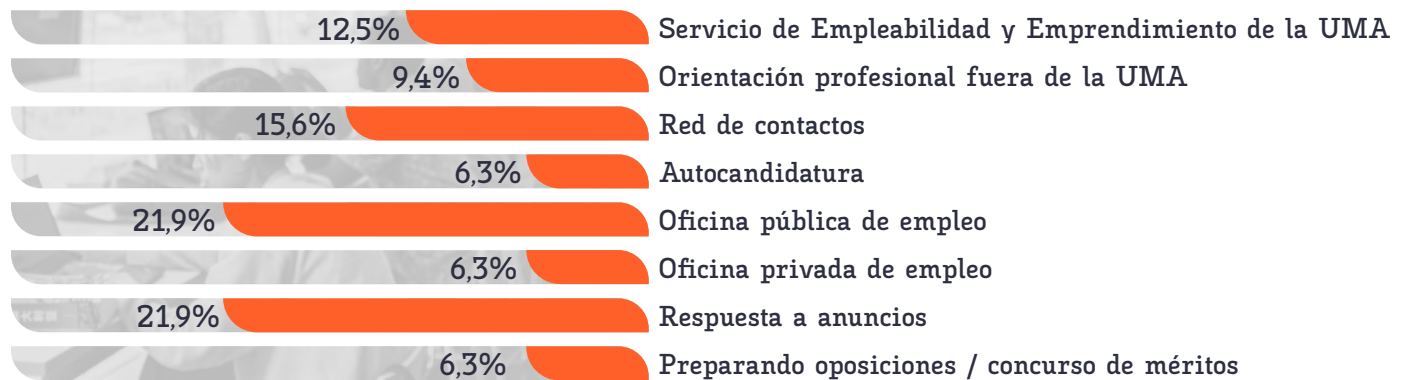 12,5% Servicio de Empleabilidad y Emprendimiento de la UMA
9,4% Orientación profesional fuera de la UMA
15,6% Red de contactos
6,3% Autocandidatura
21,9% Oficina pública de empleo
6,3% Oficina privada de empleo
21,9% Respuesta a anuncios
6,3% Preparando oposiciones / concurso de méritos